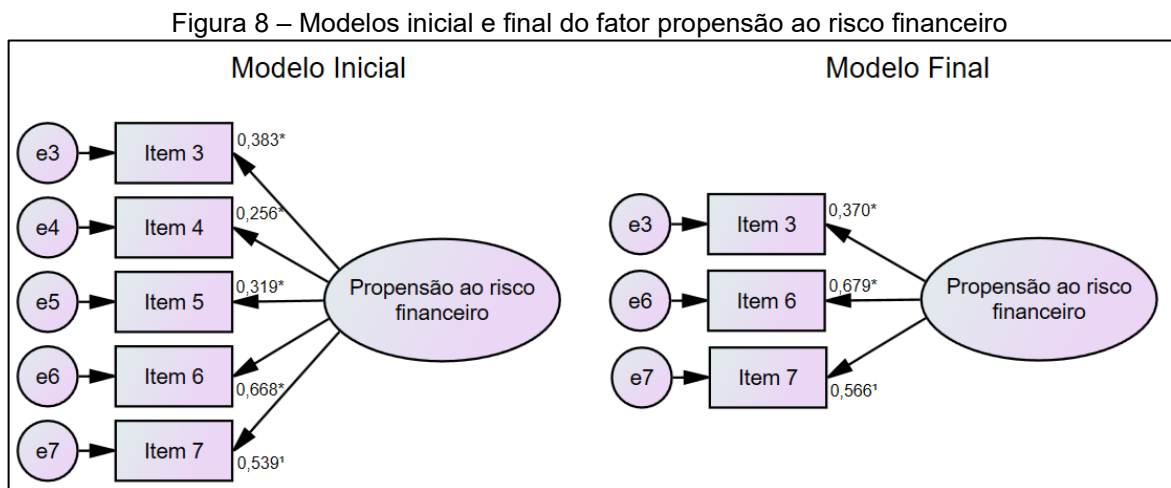 Figura 8 – Modelos inicial e final do fator propensão ao risco financeiro
Modelo Inicial
e3
Item 3
0,383*
e4
Item 4
0,256*
e5
Item 5
0,319*
e6
Item 6
0,668*
e7
Item 7
0,539¹
Propensão ao risco
financeiro
Modelo Final
e3
Item 3
0,370*
e6
Item 6
0,679*
e7
Item 7
0,566¹
Propensão ao risco
financeiro